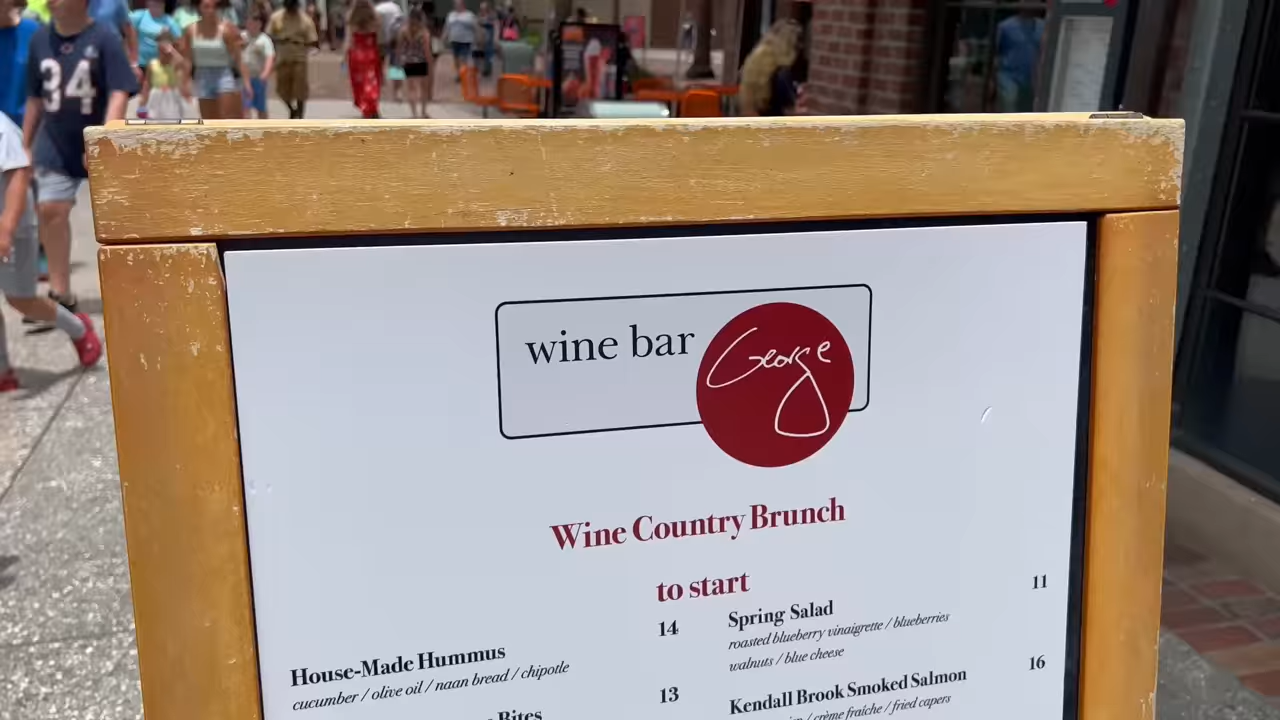 34
wine bar
George
Wine Country Brunch
to start
House-Made Hummus 14
cucumber / olive oil / naan bread / chipotle
Bites 13
Spring Salad 11
roasted blueberry vinaigrette / blueberries
walnuts / blue cheese
Kendall Brook Smoked Salmon 16
/ crème fraîche / fried capers